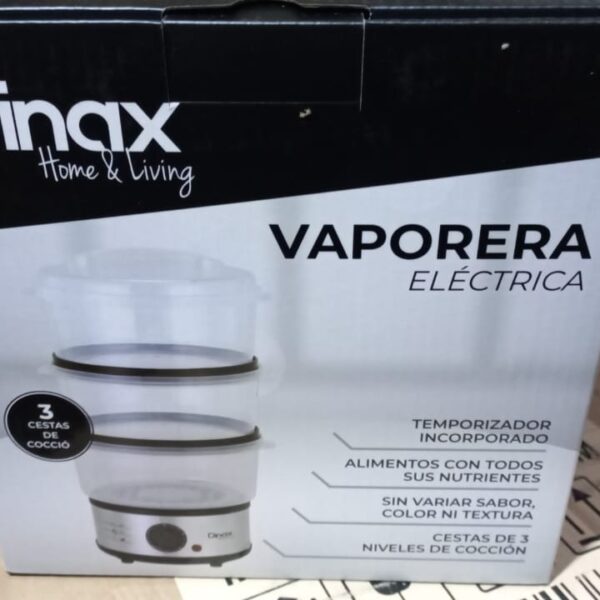 inax
Home & Living
VAPORERA
ELÉCTRICA
3
CESTAS
DE
COCCIÓ
TEMPORIZADOR
INCORPORADO
ALIMENTOS CON TODOS
SUS NUTRIENTES
SIN VARIAR SABOR,
COLOR NI TEXTURA
CESTAS DE 3
NIVELES DE COCCIÓN
Dinax